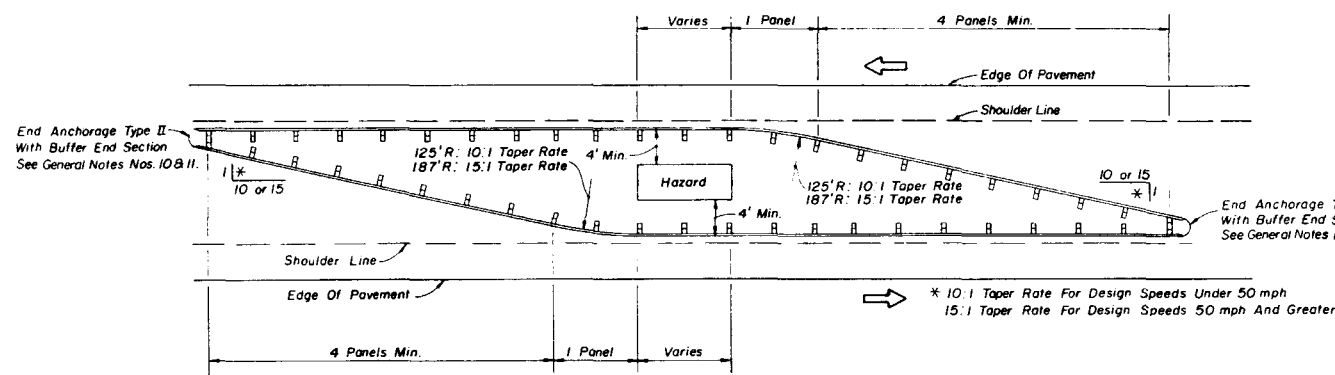 Varies
1 Panel
4 Panels Min.
Edge Of Pavement
Shoulder Line
End Anchorage Type II
With Buffer End Section
See General Notes Nos. 10 & 11.
1 *
10 or 15
125'R: 10:1 Taper Rate
187'R: 15:1 Taper Rate
4' Min.
Hazard
4' Min.
125'R: 10:1 Taper Rate
187'R: 15:1 Taper Rate
10 or 15
* 1
End Anchorage
With Buffer End
See General Notes
Shoulder Line
Edge Of Pavement
* 10:1 Taper Rate For Design Speeds Under 50 mph
15:1 Taper Rate For Design Speeds 50 mph And Greater
4 Panels Min.
1 Panel
Varies